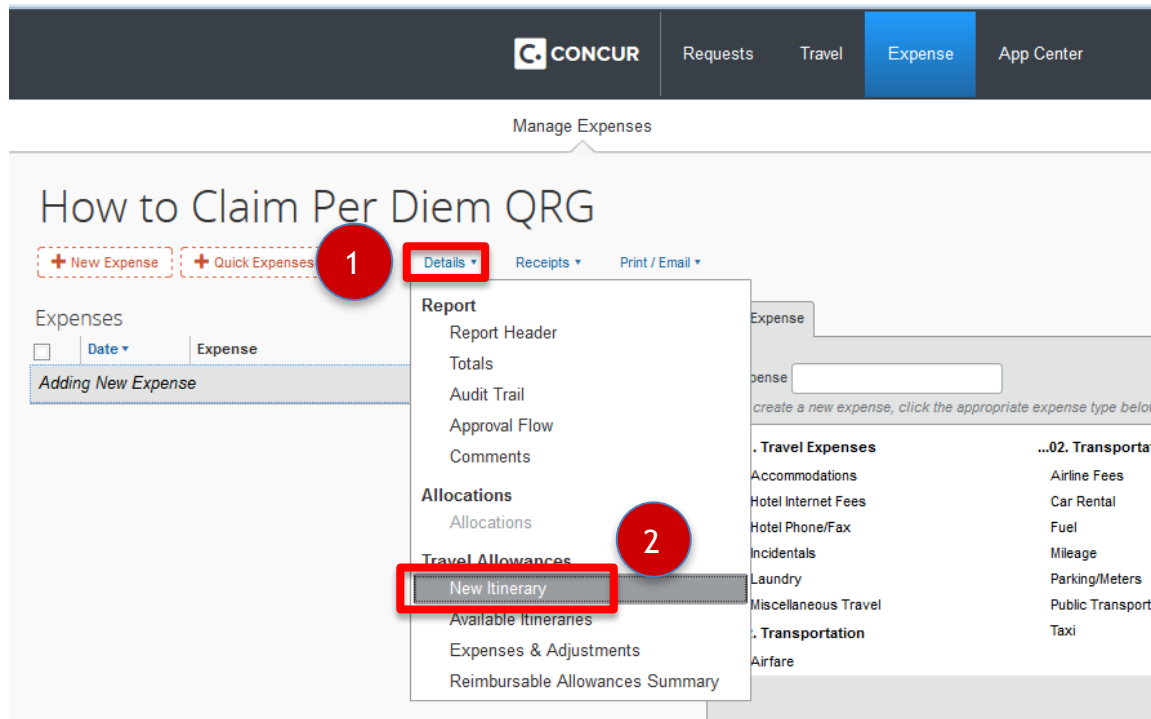 C. CONCUR Requests Travel Expense App Center
Manage Expenses
How to Claim Per Diem QRG
+ New Expense + Quick Expenses 1 Details Receipts Print / Email
Expenses
Date Expense
Adding New Expense
Report
Report Header
Totals
Audit Trail
Approval Flow
Comments
Allocations
Allocations
2
Travel Allowances
New Itinerary
Available Itineraries
Expenses & Adjustments
Reimbursable Allowances Summary
Expense
create a new expense, click the appropriate expense type
. Travel Expenses
Accommodations
Hotel Internet Fees
Hotel Phone/Fax
Incidentals
Laundry
Miscellaneous Travel
. Transportation
Airfare
...02.
Airline Fees
Car Rental
Fuel
Mileage
Parking/Meters
Public
Taxi